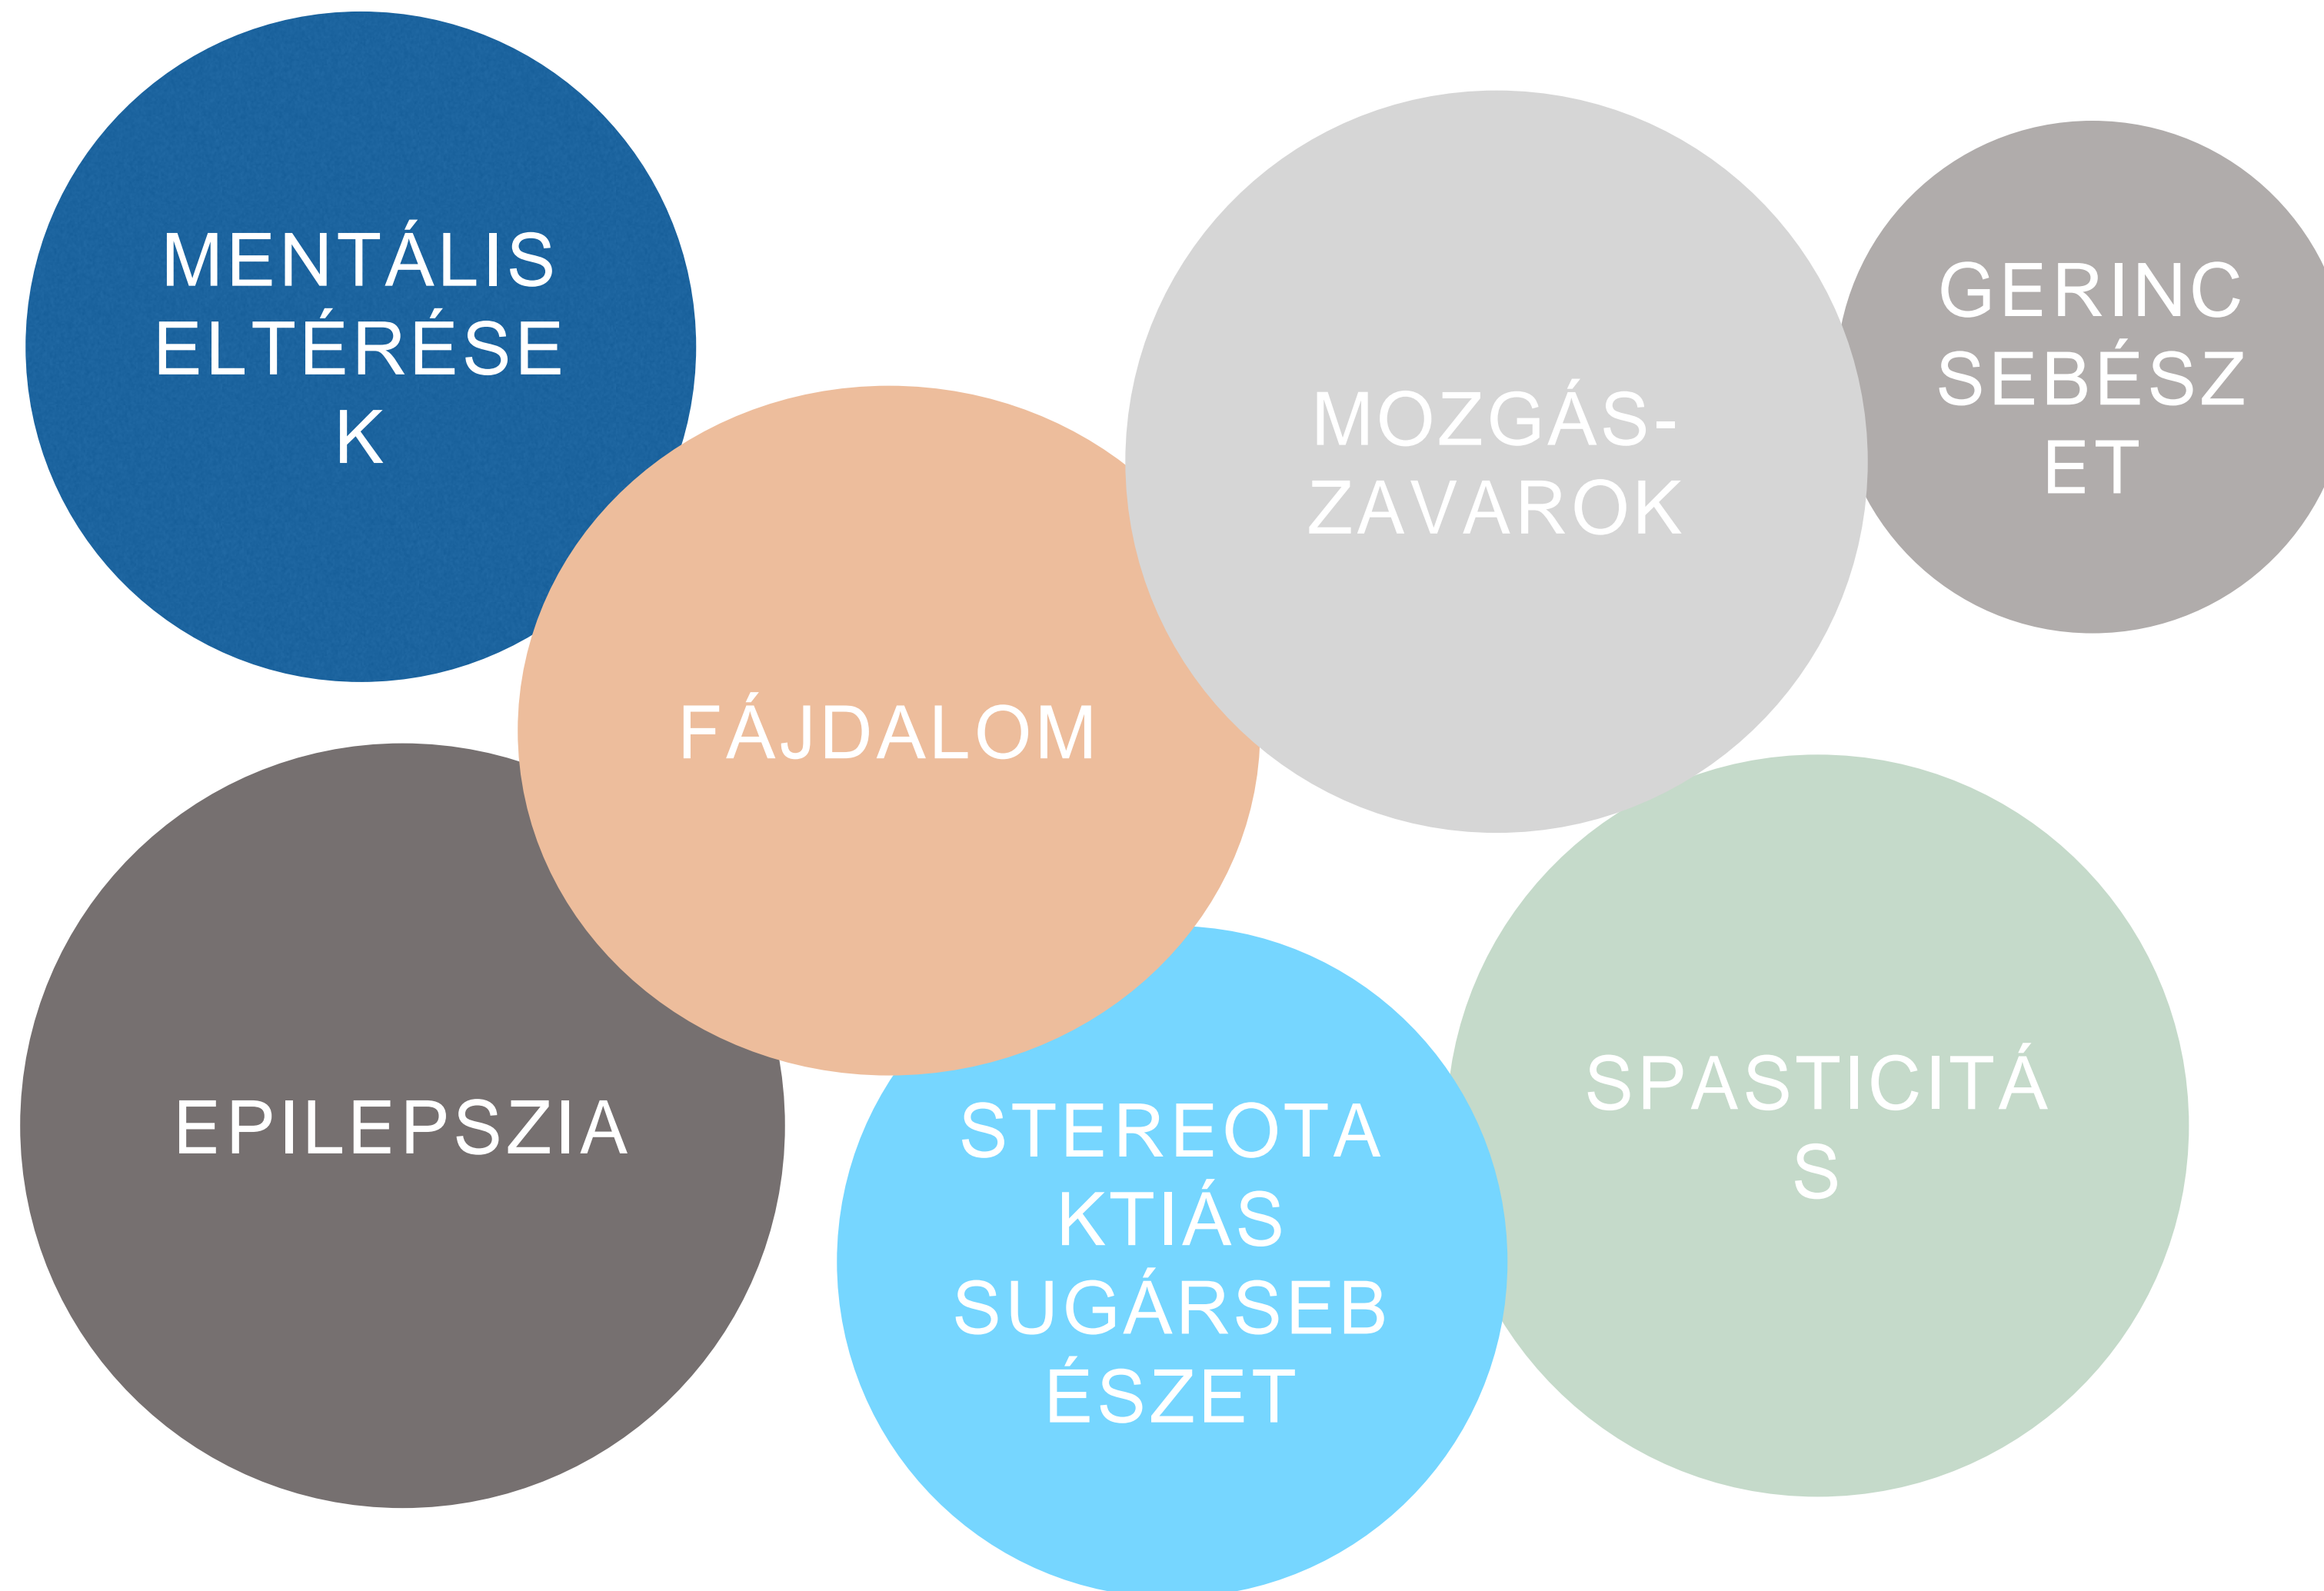 MENTÁLIS
ELTÉRÉSE
K
FÁJDALOM
MOZGÁS-
ZAVAROK
GERINC
SEBÉSZ
ET
EPILEPSZIA
STEREOTA
KTIÁS
SUGÁRSEB
ÉSZET
SPASTICITÁ
S